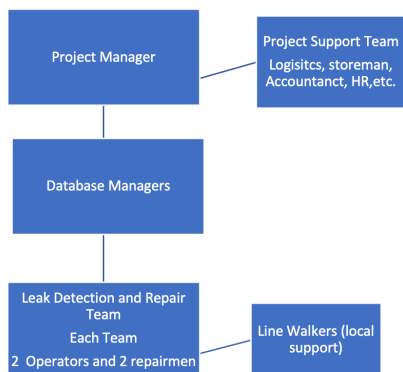 Project Manager
Project Support Team
Logisitcs, storeman,
Accountanct, HR,etc.
Database Managers
Leak Detection and Repair
Team
Each Team
2 Operators and 2 repairmen
Line Walkers (local
support)